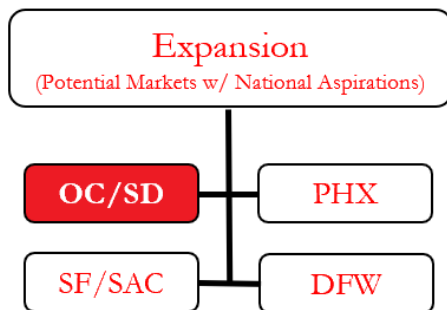 Expansion
(Potential Markets w/ National Aspirations)
OC/SD
PHX
SF/SAC
DFW